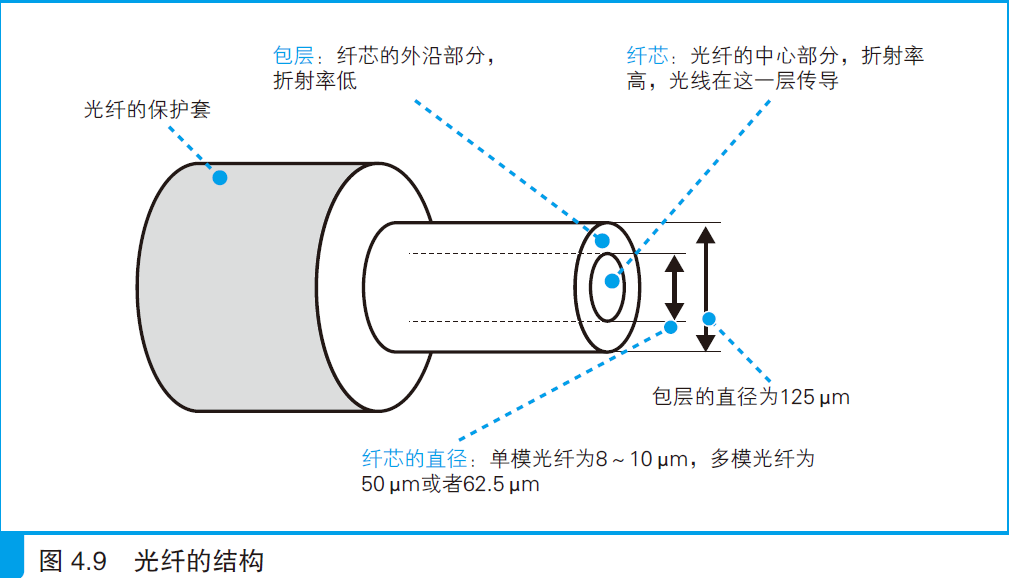 包层：纤芯的外沿部分，
折射率低
纤芯：光纤的中心部分，折射率
高，光线在这一层传导
光纤的保护套
包层的直径为125 μm
纤芯的直径：单模光纤为8～10 μm，多模光纤为
50 μm或者62.5 μm
图 4.9 光纤的结构